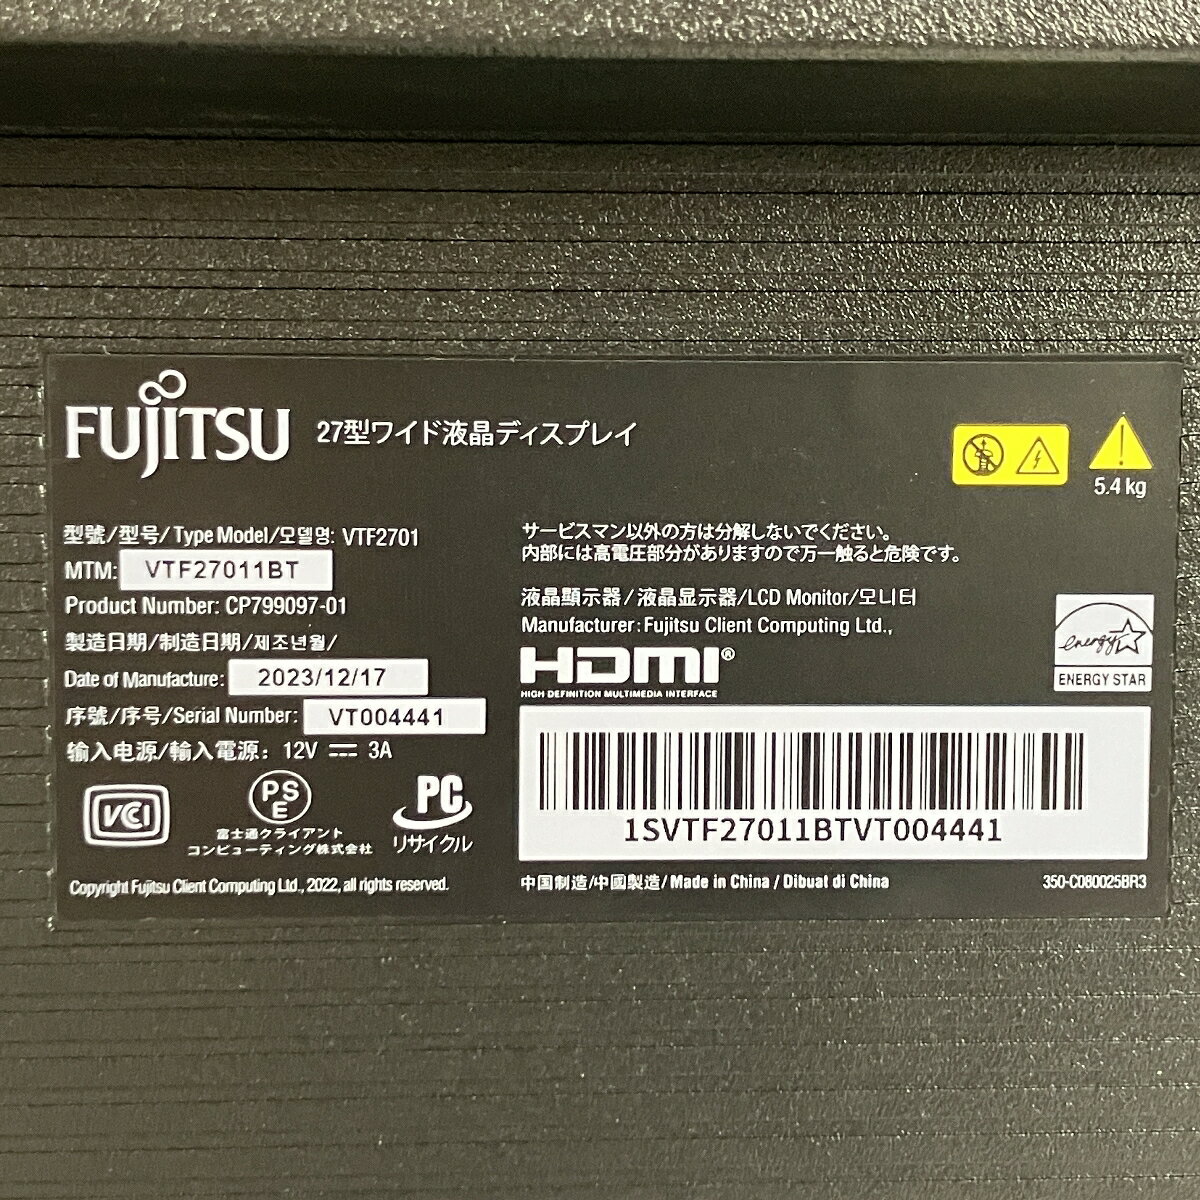 FUJITSU 27型ワイド液晶ディスプレイ
5.4 kg
型號/型号/Type Model/모델명: VTF2701
MTM: VTF27011BT
Product Number: CP799097-01
製造日期/制造日期/제조년월/
Date of Manufacture: 2023/12/17
序號/序号/Serial Number: VT004441
输入电源/輸入電源: 12V ⎓ 3A
VCI
PSE
富士通クライアント
コンピューティング株式会社
PC
リサイクル
Copyright Fujitsu Client Computing Ltd., 2022, all rights reserved.
サービスマン以外の方は分解しないでください。
内部には高電圧部分がありますので万一触ると危険です。
液晶顯示器/液晶显示器/LCD Monitor/모니터
Manufacturer: Fujitsu Client Computing Ltd.,
HDMI®
HIGH DEFINITION MULTIMEDIA INTERFACE
energy
ENERGY STAR
1SVTF27011BTVT004441
中国制造/中國製造/Made in China / Dibuat di China
350-C080025BR3